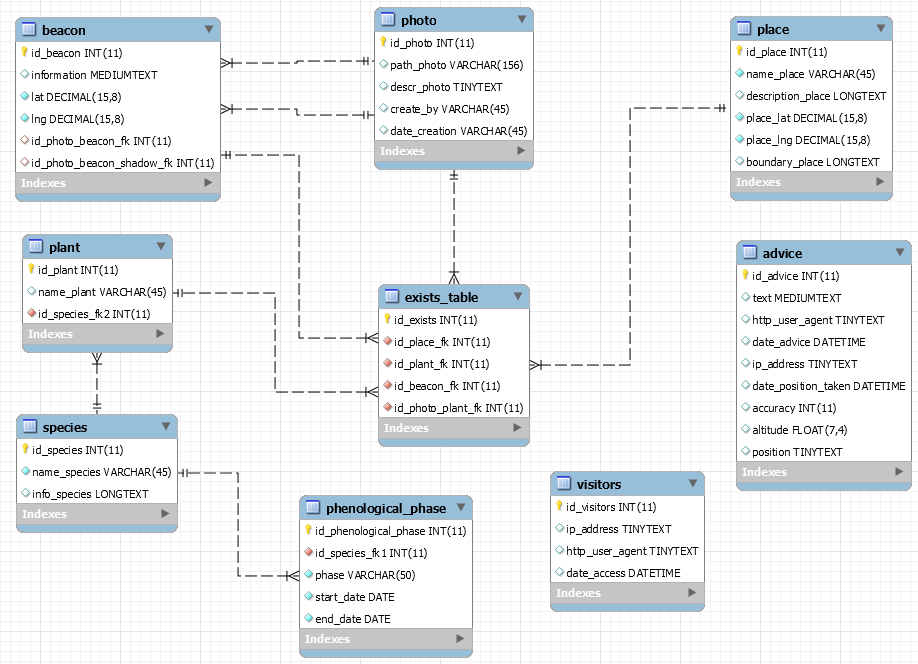 beacon
id_beacon INT(11)
information MEDIUMTEXT
lat DECIMAL(15,8)
lng DECIMAL(15,8)
id_photo_beacon_fk INT(11)
id_photo_beacon_shadow_fk INT(11)
Indexes
photo
id_photo INT(11)
path_photo VARCHAR(156)
descr_photo TINYTEXT
create_by VARCHAR(45)
date_creation VARCHAR(45)
Indexes
place
id_place INT(11)
name_place VARCHAR(45)
description_place LONGTEXT
place_lat DECIMAL(15,8)
place_lng DECIMAL(15,8)
boundary_place LONGTEXT
Indexes
plant
id_plant INT(11)
name_plant VARCHAR(45)
id_species_fk2 INT(11)
Indexes
exists_table
id_exists INT(11)
id_place_fk INT(11)
id_plant_fk INT(11)
id_beacon_fk INT(11)
id_photo_plant_fk INT(11)
Indexes
advice
id_advice INT(11)
text MEDIUMTEXT
http_user_agent TINYTEXT
date_advice DATETIME
ip_address TINYTEXT
date_position_taken DATETIME
accuracy INT(11)
altitude FLOAT(7,4)
position TINYTEXT
Indexes
species
id_species INT(11)
name_species VARCHAR(45)
info_species LONGTEXT
Indexes
phenological_phase
id_phenological_phase INT(11)
id_species_fk1 INT(11)
phase VARCHAR(50)
start_date DATE
end_date DATE
Indexes
visitors
id_visitors INT(11)
ip_address TINYTEXT
http_user_agent TINYTEXT
date_access DATETIME
Indexes